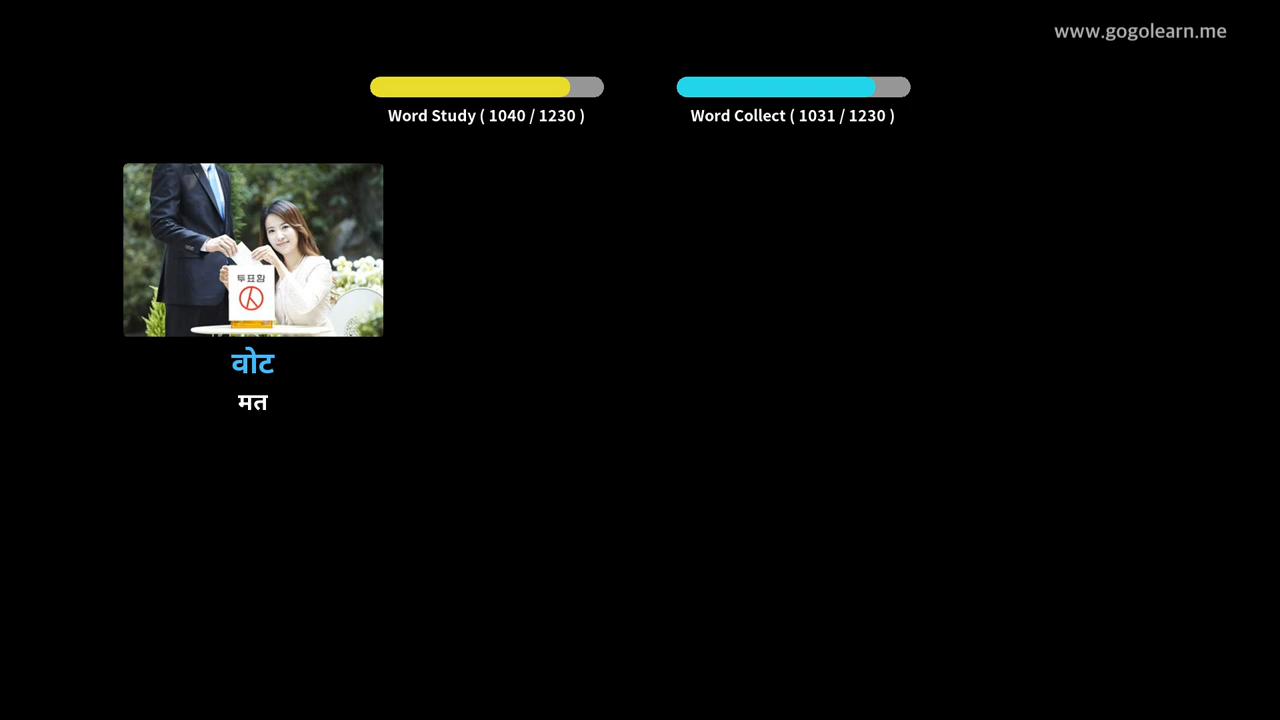 www.gogolearn.me
Word Study ( 1040 / 1230 )
Word Collect ( 1031 / 1230 )
투표함
वोट
मत